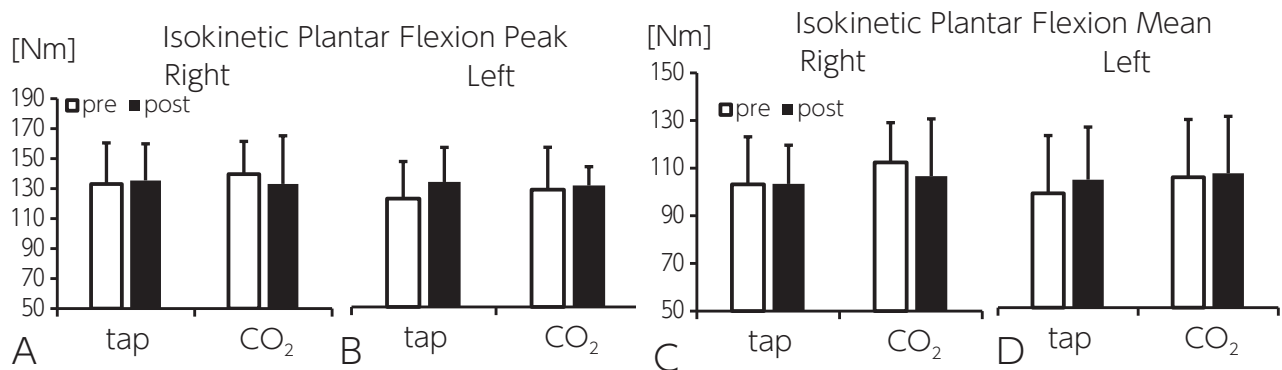 [Nm]
Isokinetic Plantar Flexion Peak
Right
Left
pre post
190
170
150
130
110
90
70
50
tap
CO₂
tap
CO₂
A
B
[Nm]
Isokinetic Plantar Flexion Mean
Right
Left
pre post
150
130
110
90
70
50
tap
CO₂
tap
CO₂
C
D